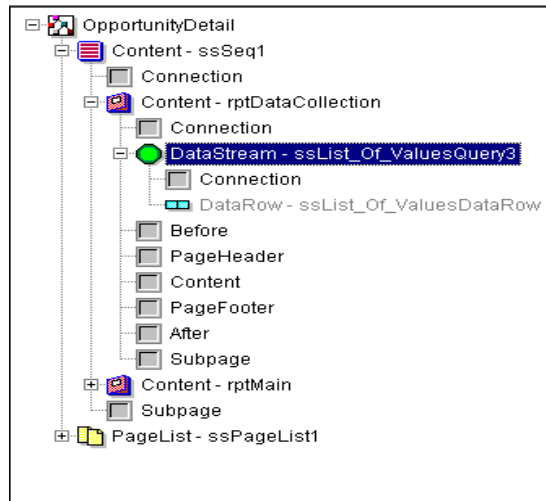 OpportunityDetail
Content - ssSeq1
Connection
Content - rptDataCollection
Connection
DataStream - ssList_Of_ValuesQuery3
Connection
DataRow - ssList_Of_ValuesDataRow
Before
PageHeader
Content
PageFooter
After
Subpage
Content - rptMain
Subpage
PageList - ssPageList1